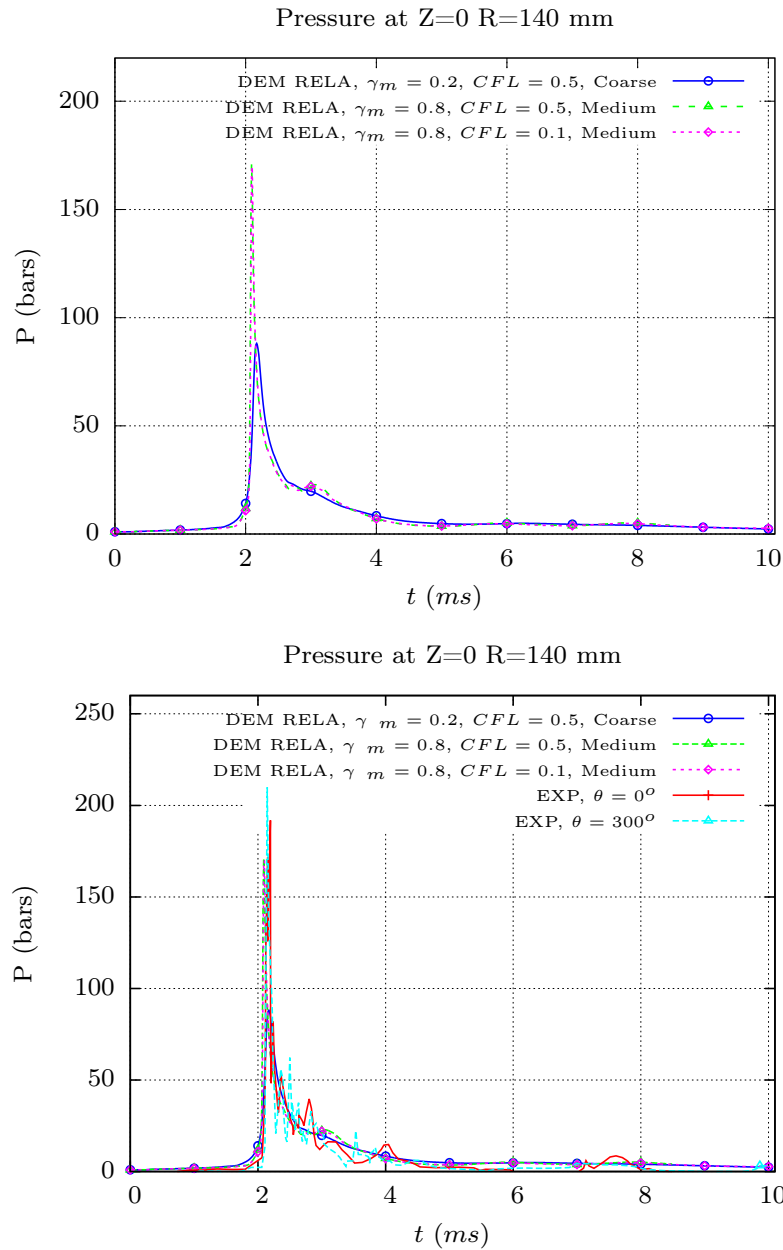 Pressure at Z=0 R=140 mm
DEM RELA, γm = 0.2, CFL = 0.5, Coarse
DEM RELA, γm = 0.8, CFL = 0.5, Medium
DEM RELA, γm = 0.8, CFL = 0.1, Medium
200
150
100
50
0
P (bars)
0 2 4 6 8 10
t (ms)
Pressure at Z=0 R=140 mm
DEM RELA, γ m = 0.2, CFL = 0.5, Coarse
DEM RELA, γ m = 0.8, CFL = 0.5, Medium
DEM RELA, γ m = 0.8, CFL = 0.1, Medium
EXP, θ = 0º
EXP, θ = 300º
250
200
150
100
50
0
P (bars)
0 2 4 6 8 10
t (ms)